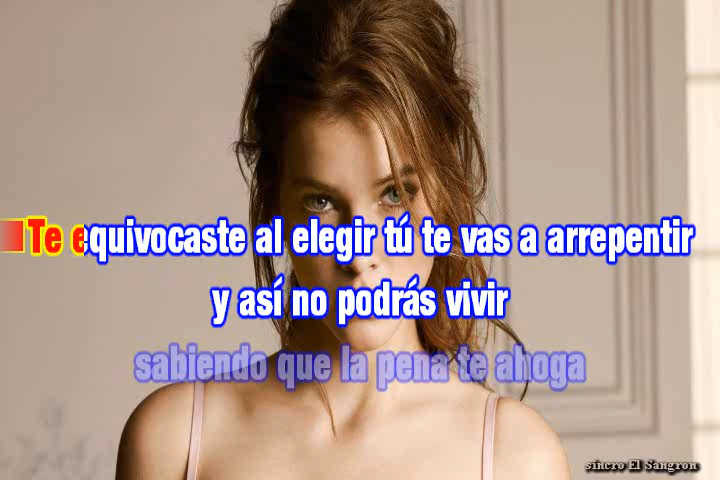 Te equivocaste al elegir tú te vas a arrepentir
y así no podrás vivir
sabiendo que la pena te ahoga
sincro El Sangron